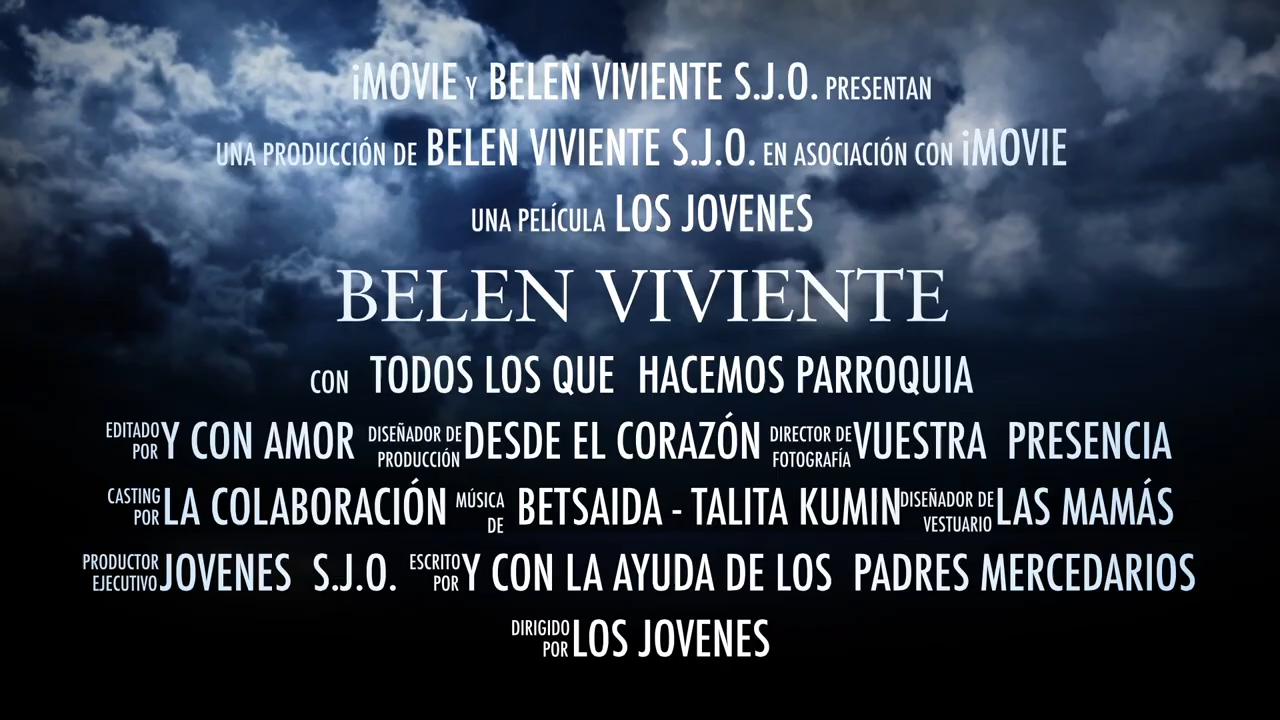 iMOVIE Y BELEN VIVIENTE S.J.O. PRESENTAN
UNA PRODUCCIÓN DE BELEN VIVIENTE S.J.O. EN ASOCIACIÓN CON iMOVIE
UNA PELÍCULA LOS JOVENES
BELEN VIVIENTE
CON TODOS LOS QUE HACEMOS PARROQUIA
EDITADO POR Y CON AMOR DISEÑADOR DE PRODUCCIÓN DESDE EL CORAZÓN DIRECTOR DE FOTOGRAFÍA VUESTRA PRESENCIA
CASTING POR LA COLABORACIÓN MÚSICA DE BETSAIDA - TALITA KUMIN DISEÑADOR DE VESTUARIO LAS MAMÁS
PRODUCTOR EJECUTIVO JOVENES S.J.O. ESCRITO POR Y CON LA AYUDA DE LOS PADRES MERCEDARIOS
DIRIGIDO POR LOS JOVENES